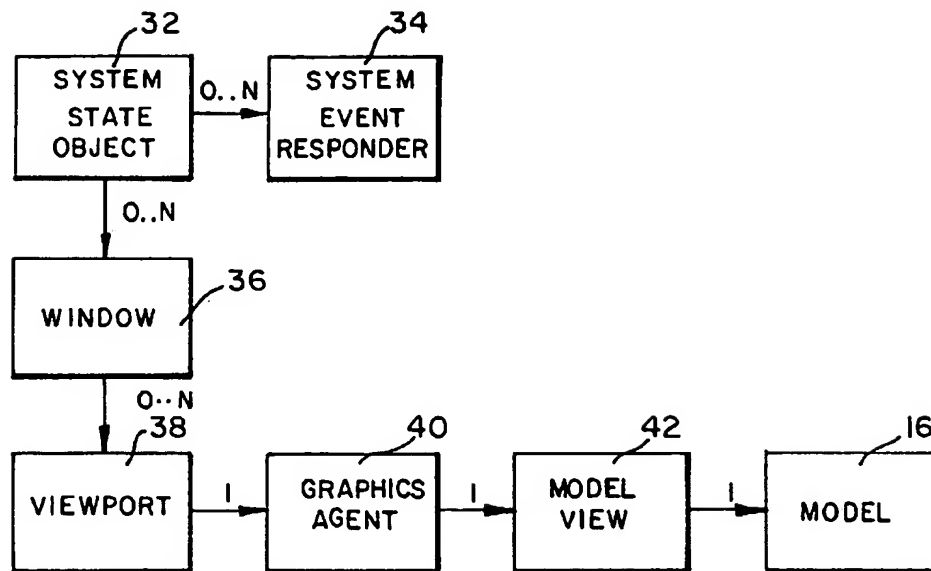 32
34
SYSTEM
STATE
OBJECT
0..N
SYSTEM
EVENT
RESPONDER
0..N
36
WINDOW
0..N
38
40
42
16
VIEWPORT
1
GRAPHICS
AGENT
1
MODEL
VIEW
1
MODEL